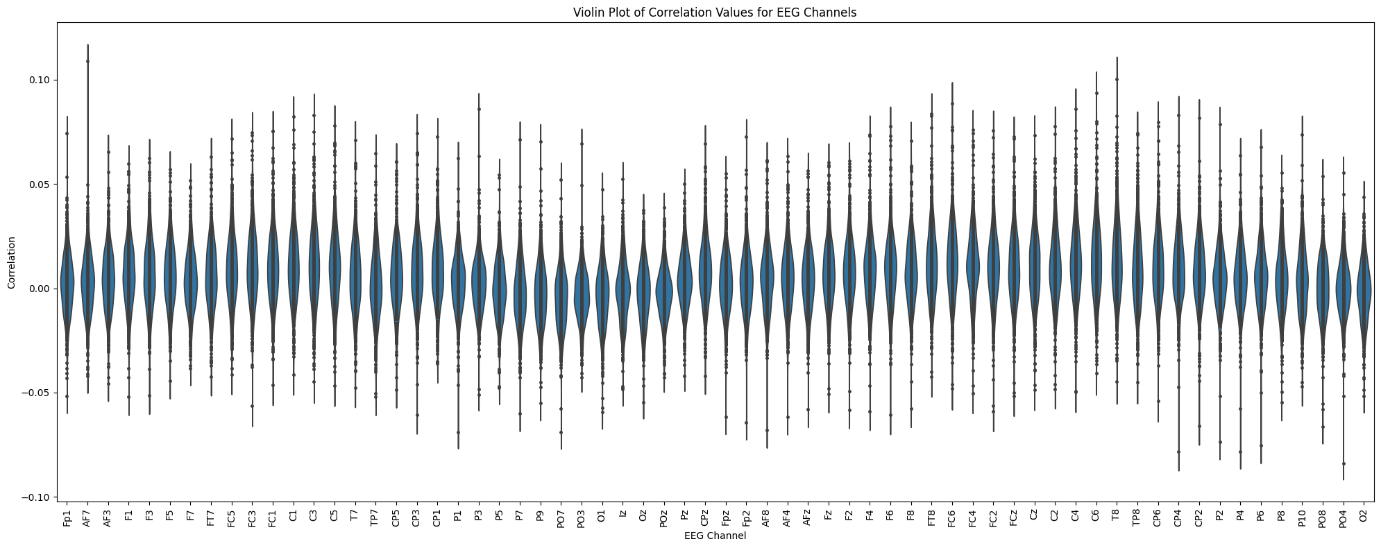 Violin Plot of Correlation Values for EEG Channels
0.10
0.05
0.00
−0.05
−0.10
Correlation
Fp1 AF7 AF3 F1 F3 F5 F7 FT7 FC5 FC3 FC1 C1 C3 C5 T7 TP7 CP5 CP3 CP1 P1 P3 P5 P7 P9 PO7 PO3 O1 Iz Oz POz Pz CPz Fpz Fp2 AF8 AF4 AFz Fz F2 F4 F6 F8 FT8 FC6 FC4 FC2 FCz Cz C2 C4 C6 T8 TP8 CP6 CP4 CP2 P2 P4 P6 P8 P10 PO8 PO4 O2
EEG Channel